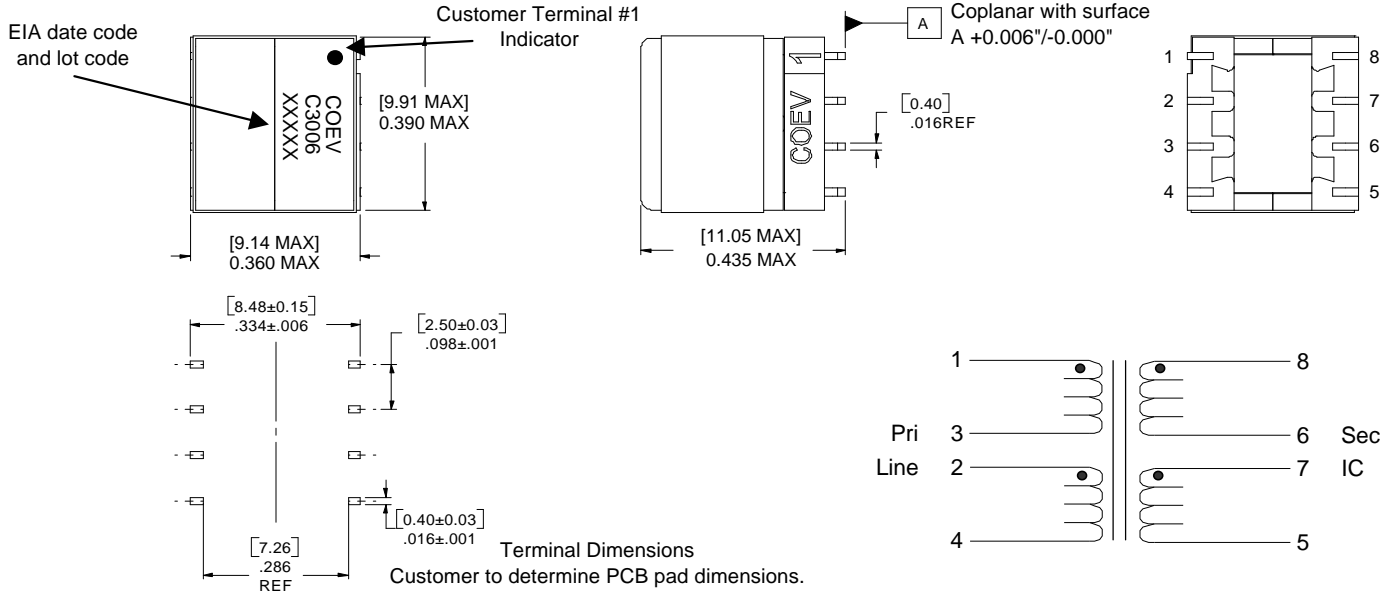 EIA date code
and lot code
Customer Terminal #1
Indicator
COEV
C3006
XXXXX
[9.91 MAX]
0.390 MAX
[9.14 MAX]
0.360 MAX
COEV 1
A
Coplanar with surface
A +0.006"/-0.000"
[0.40]
.016REF
[11.05 MAX]
0.435 MAX
1
2
3
4
8
7
6
5
[8.48±0.15]
.334±.006
[2.50±0.03]
.098±.001
[0.40±0.03]
.016±.001
[7.26]
.286
REF
Terminal Dimensions
Customer to determine PCB pad dimensions.
1
8
Pri 3
6 Sec
Line 2
7 IC
4
5